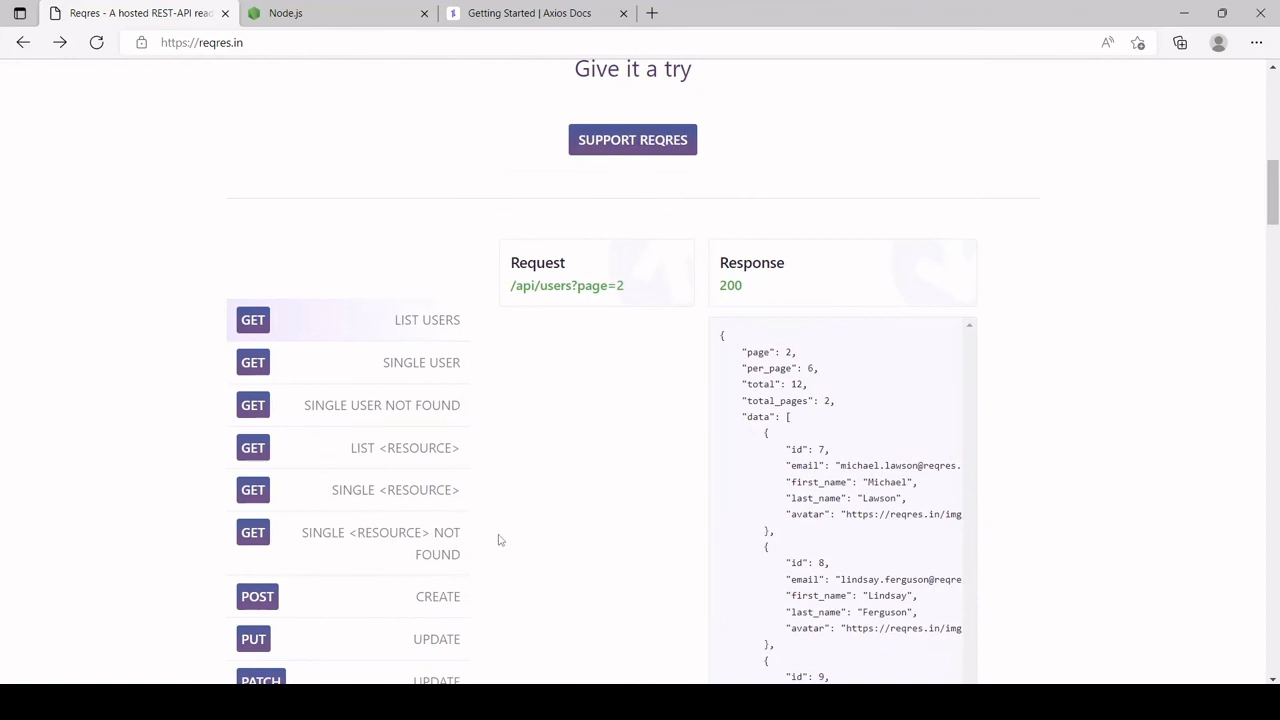 Reqres - A hosted REST-API read
Node.js
Getting Started | Axios Docs
https://reqres.in
Give it a try
SUPPORT REQRES
Request
/api/users?page=2
Response
200
GET LIST USERS
GET SINGLE USER
GET SINGLE USER NOT FOUND
GET LIST <RESOURCE>
GET SINGLE <RESOURCE>
GET SINGLE <RESOURCE> NOT
FOUND
POST CREATE
PUT UPDATE
PATCH UPDATE
{
"page": 2,
"per_page": 6,
"total": 12,
"total_pages": 2,
"data": [
{
"id": 7,
"email": "michael.lawson@reqres.
"first_name": "Michael",
"last_name": "Lawson",
"avatar": "https://reqres.in/img
},
{
"id": 8,
"email": "lindsay.ferguson@reqre
"first_name": "Lindsay",
"last_name": "Ferguson",
"avatar": "https://reqres.in/img
},
{
"id": 9,